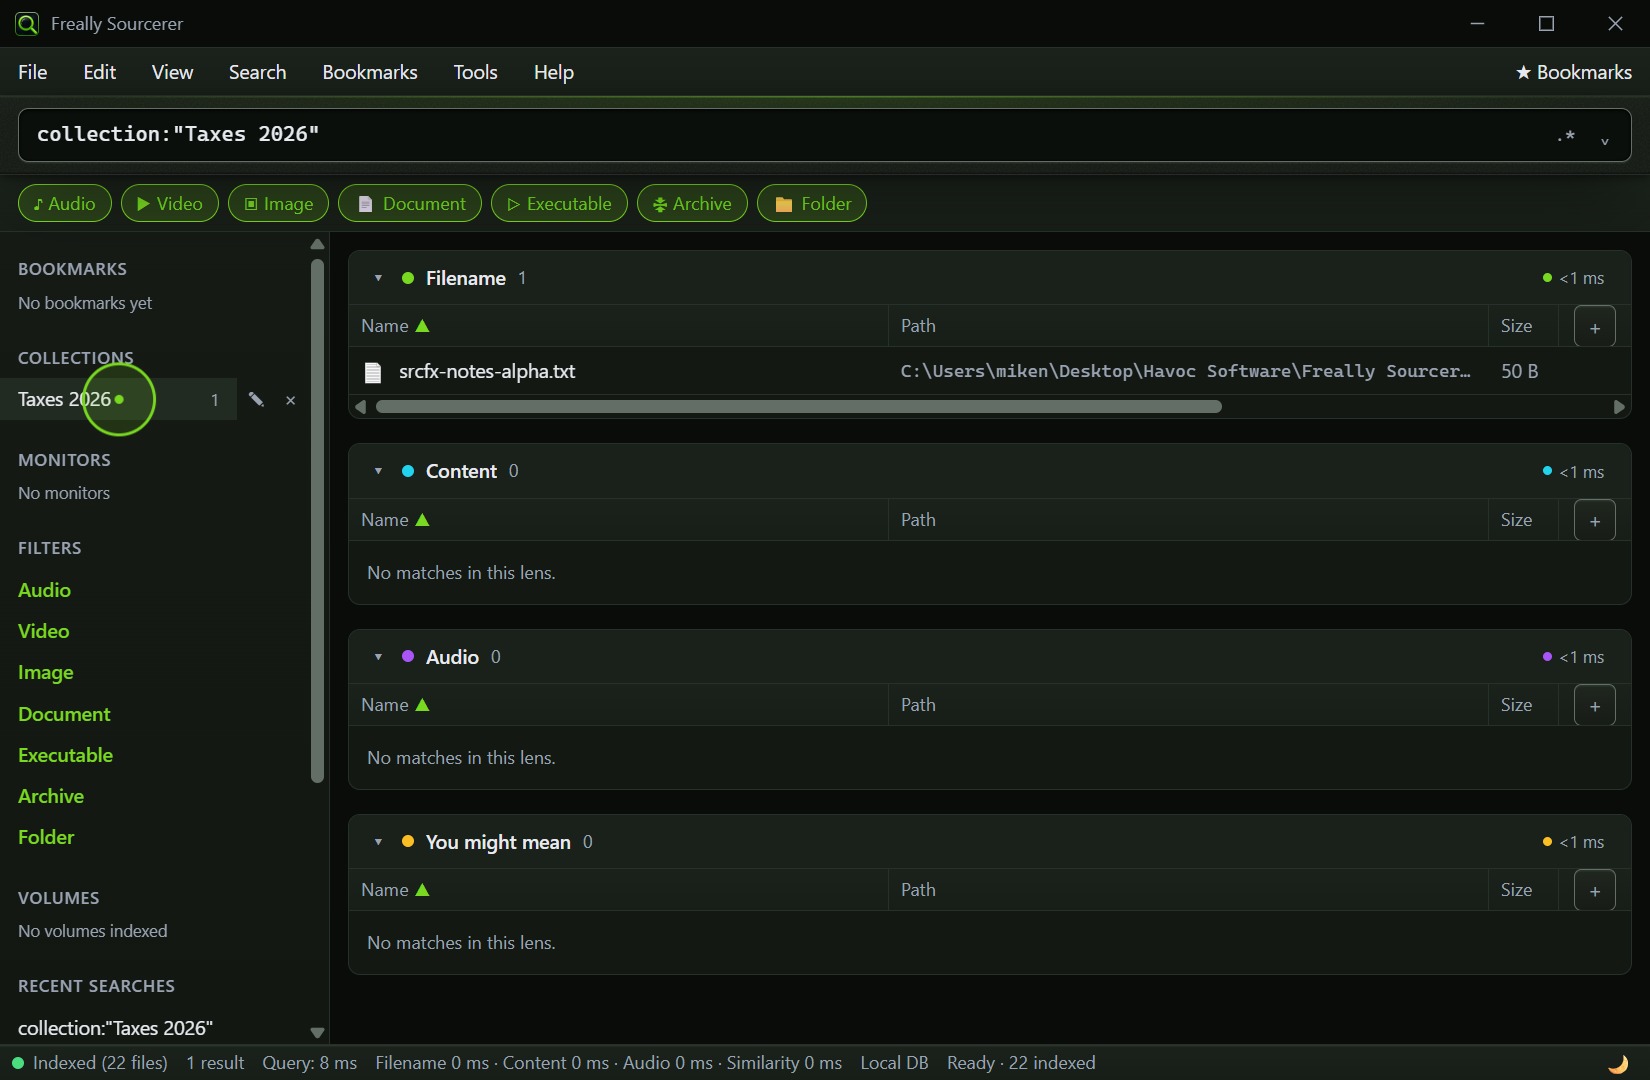 Freally Sourcerer
File Edit View Search Bookmarks Tools Help ★ Bookmarks
collection:"Taxes 2026" .*
Audio Video Image Document Executable Archive Folder
BOOKMARKS
No bookmarks yet
COLLECTIONS
Taxes 2026 1
MONITORS
No monitors
FILTERS
Audio
Video
Image
Document
Executable
Archive
Folder
VOLUMES
No volumes indexed
RECENT SEARCHES
collection:"Taxes 2026"
Filename 1 <1 ms
Name Path Size +
srcfx-notes-alpha.txt C:\Users\miken\Desktop\Havoc Software\Freally Sourcer… 50 B
Content 0 <1 ms
Name Path Size +
No matches in this lens.
Audio 0 <1 ms
Name Path Size +
No matches in this lens.
You might mean 0 <1 ms
Name Path Size +
No matches in this lens.
Indexed (22 files) 1 result Query: 8 ms Filename 0 ms · Content 0 ms · Audio 0 ms · Similarity 0 ms Local DB Ready · 22 indexed